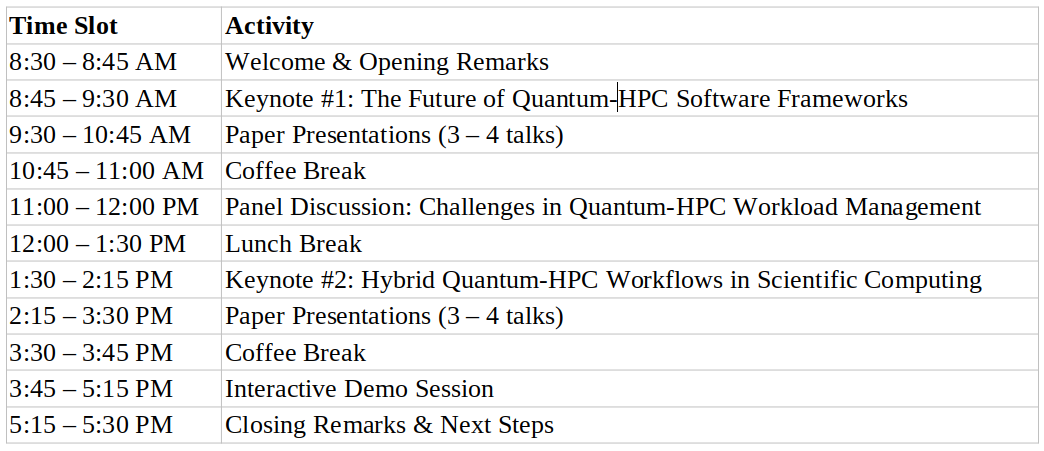 Time Slot Activity
8:30 – 8:45 AM Welcome & Opening Remarks
8:45 – 9:30 AM Keynote #1: The Future of Quantum-HPC Software Frameworks
9:30 – 10:45 AM Paper Presentations (3 – 4 talks)
10:45 – 11:00 AM Coffee Break
11:00 – 12:00 PM Panel Discussion: Challenges in Quantum-HPC Workload Management
12:00 – 1:30 PM Lunch Break
1:30 – 2:15 PM Keynote #2: Hybrid Quantum-HPC Workflows in Scientific Computing
2:15 – 3:30 PM Paper Presentations (3 – 4 talks)
3:30 – 3:45 PM Coffee Break
3:45 – 5:15 PM Interactive Demo Session
5:15 – 5:30 PM Closing Remarks & Next Steps